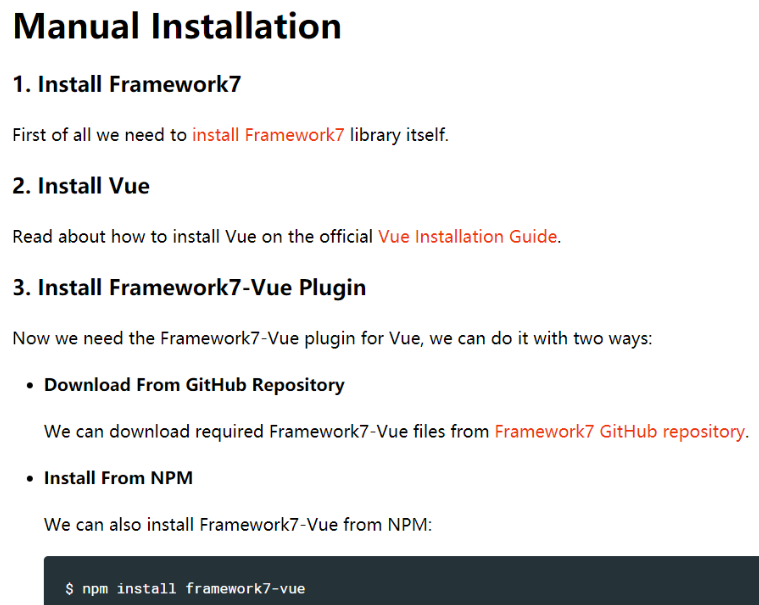 Manual Installation
1. Install Framework7
First of all we need to install Framework7 library itself.
2. Install Vue
Read about how to install Vue on the official Vue Installation Guide.
3. Install Framework7-Vue Plugin
Now we need the Framework7-Vue plugin for Vue, we can do it with two ways:
• Download From GitHub Repository
We can download required Framework7-Vue files from Framework7 GitHub repository.
• Install From NPM
We can also install Framework7-Vue from NPM:
$ npm install framework7-vue